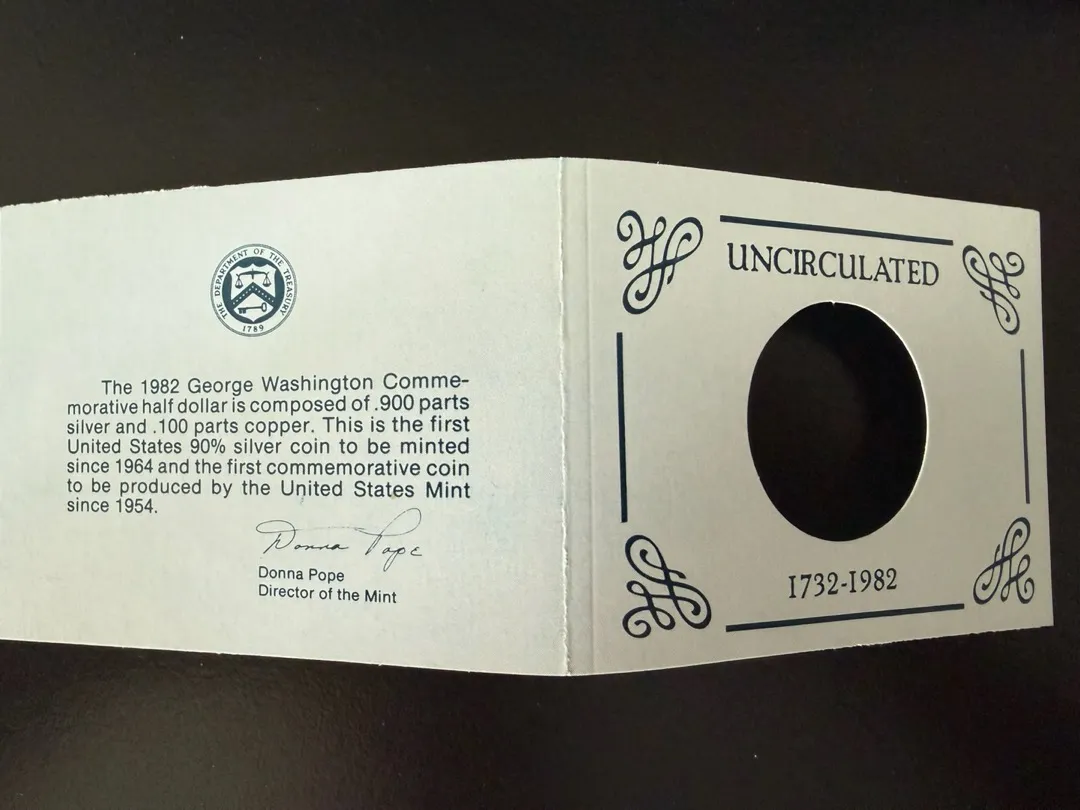 THE DEPARTMENT OF THE TREASURY
1789
The 1982 George Washington Comme-
morative half dollar is composed of .900 parts
silver and .100 parts copper. This is the first
United States 90% silver coin to be minted
since 1964 and the first commemorative coin
to be produced by the United States Mint
since 1954.
Donna Pope
Donna Pope
Director of the Mint
UNCIRCULATED
1732-1982